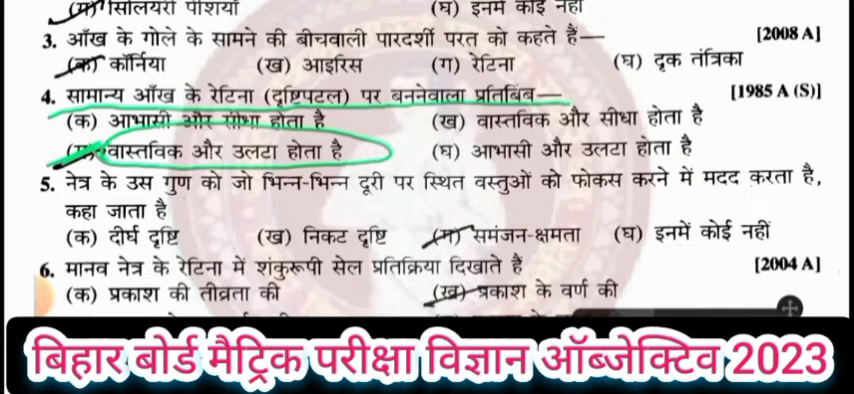 (ग) सिलियरी पेशियाँ (घ) इनमें कोई नहीं
3. आँख के गोले के सामने की बीचवाली पारदर्शी परत को कहते हैं— [2008 A]
(क) कॉर्निया (ख) आइरिस (ग) रेटिना (घ) दृक तंत्रिका
4. सामान्य आँख के रेटिना (दृष्टिपटल) पर बननेवाला प्रतिबिंब— [1985 A (S)]
(क) आभासी और सीधा होता है (ख) वास्तविक और सीधा होता है
(ग) वास्तविक और उलटा होता है (घ) आभासी और उलटा होता है
5. नेत्र के उस गुण को जो भिन्न-भिन्न दूरी पर स्थित वस्तुओं को फोकस करने में मदद करता है,
कहा जाता है
(क) दीर्घ दृष्टि (ख) निकट दृष्टि (ग) समंजन-क्षमता (घ) इनमें कोई नहीं
6. मानव नेत्र के रेटिना में शंकुरूपी सेल प्रतिक्रिया दिखाते हैं [2004 A]
(क) प्रकाश की तीव्रता की (ख) प्रकाश के वर्ण की
बिहार बोर्ड मैट्रिक परीक्षा विज्ञान ऑब्जेक्टिव 2023